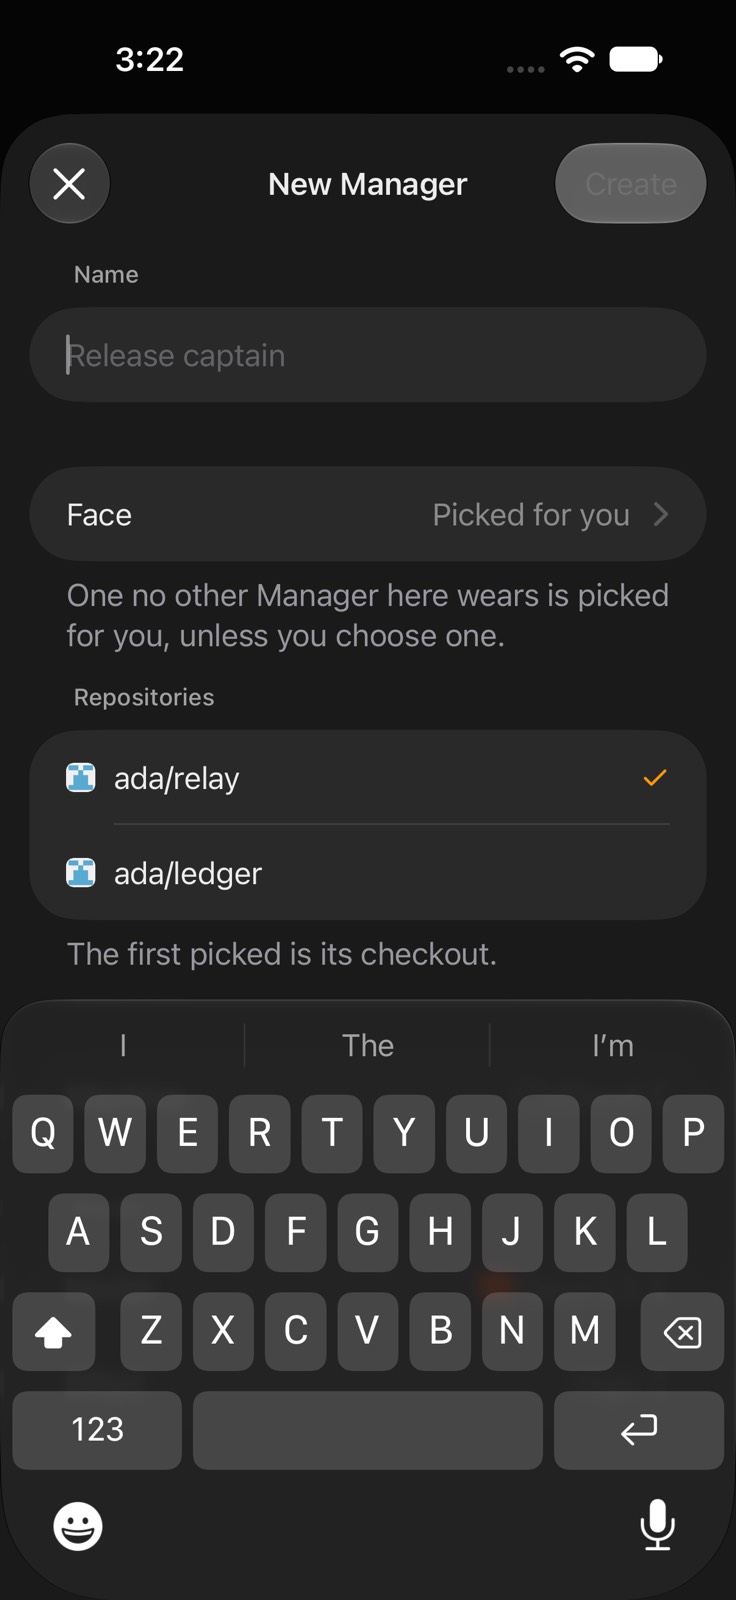 3:22
New Manager
Create
Name
Release captain
Face
Picked for you
One no other Manager here wears is picked
for you, unless you choose one.
Repositories
ada/relay
ada/ledger
The first picked is its checkout.
I
The
I'm
Q W E R T Y U I O P
A S D F G H J K L
Z X C V B N M
123